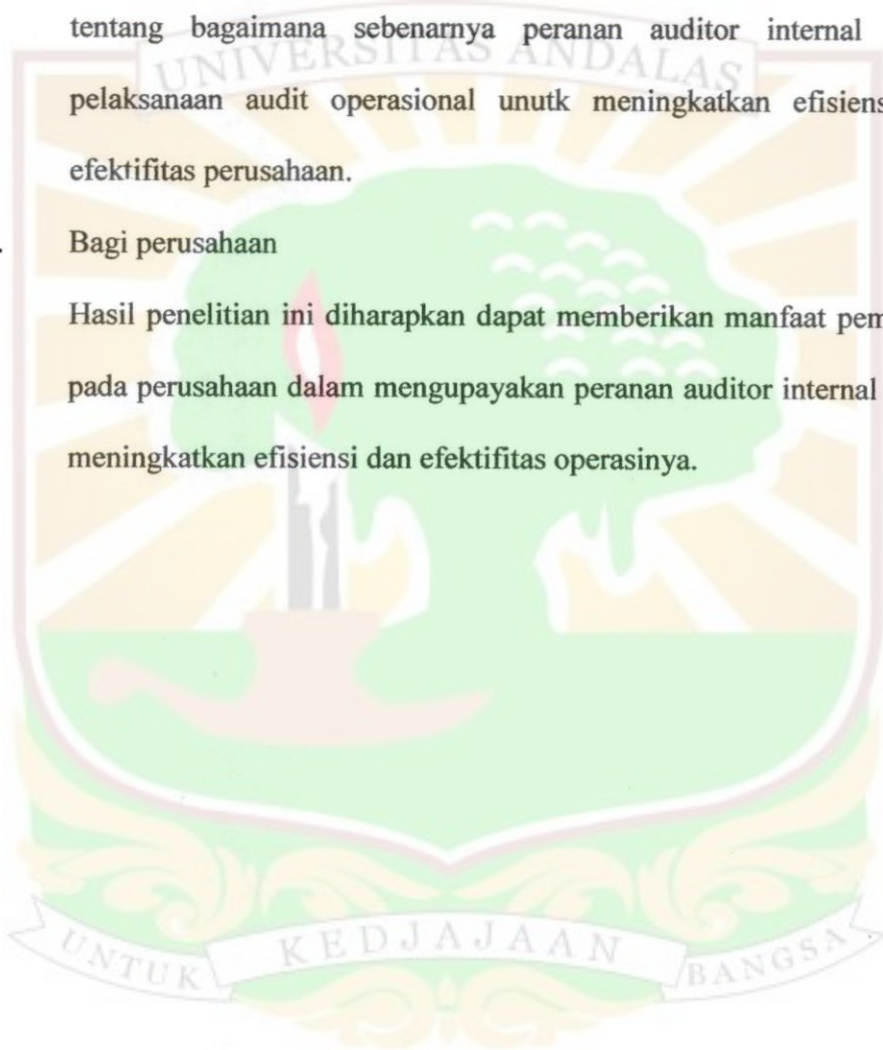 tentang bagaimana sebenarnya peranan auditor internal
UNIVERSITAS ANDALAS
pelaksanaan audit operasional unutk meningkatkan efisiens
efektifitas perusahaan.
Bagi perusahaan
Hasil penelitian ini diharapkan dapat memberikan manfaat pem
pada perusahaan dalam mengupayakan peranan auditor internal
meningkatkan efisiensi dan efektifitas operasinya.
UNTUK KEDJAJAAN BANGSA